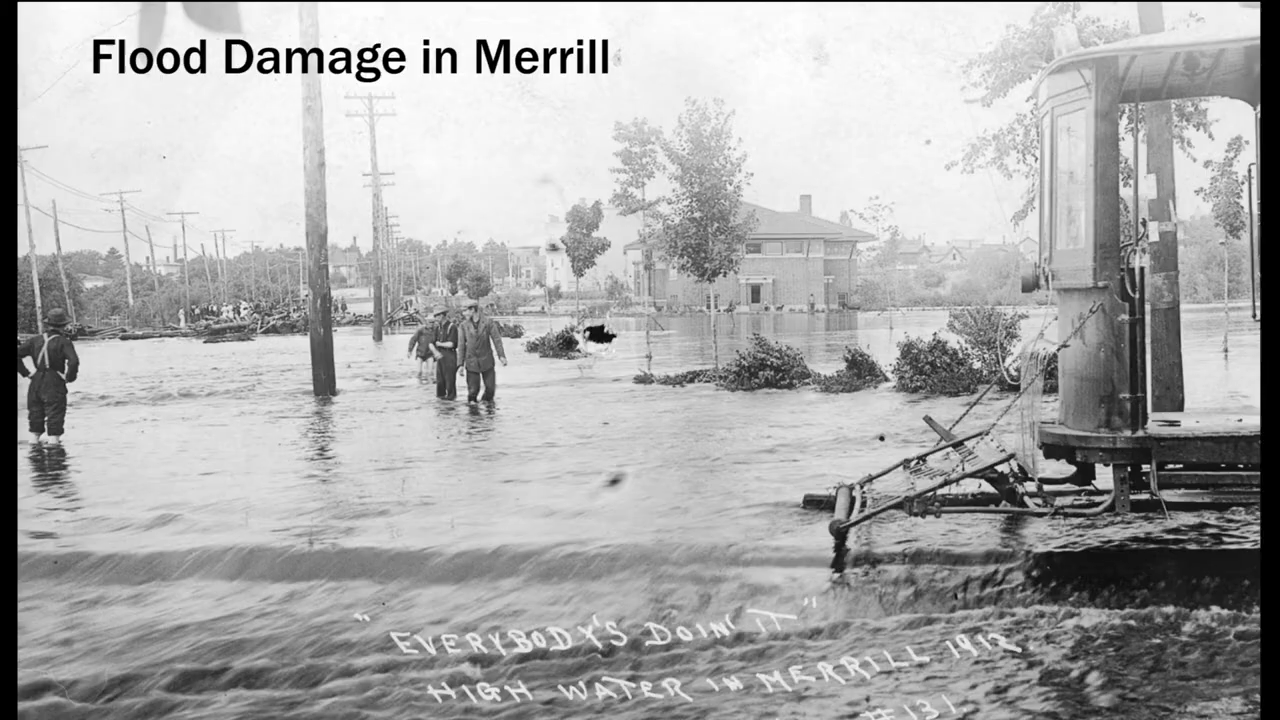 Flood Damage in Merrill
"EVERYBODY'S DOIN' IT"
HIGH WATER IN MERRILL 1912
#131